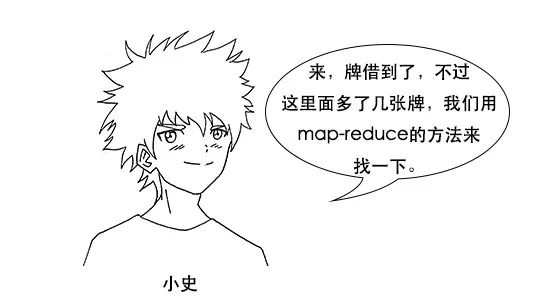 来，牌借到了，不过
这里面多了几张牌，我们用
map-reduce的方法来
找一下。
小史